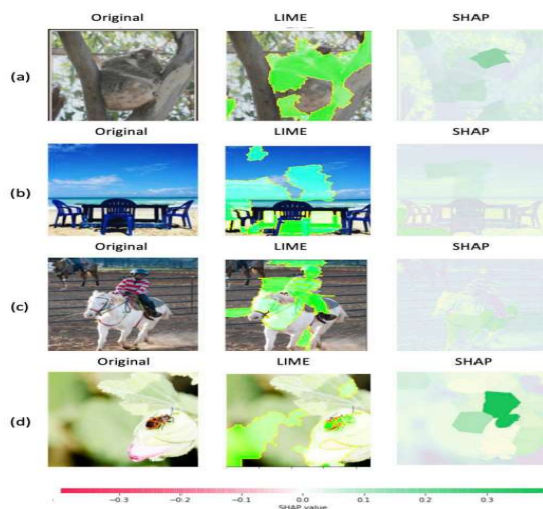 Original LIME SHAP
(a)
Original LIME SHAP
(b)
Original LIME SHAP
(c)
Original LIME SHAP
(d)
−0.3 −0.2 −0.1 0.0 0.1 0.2 0.3
SHAP value